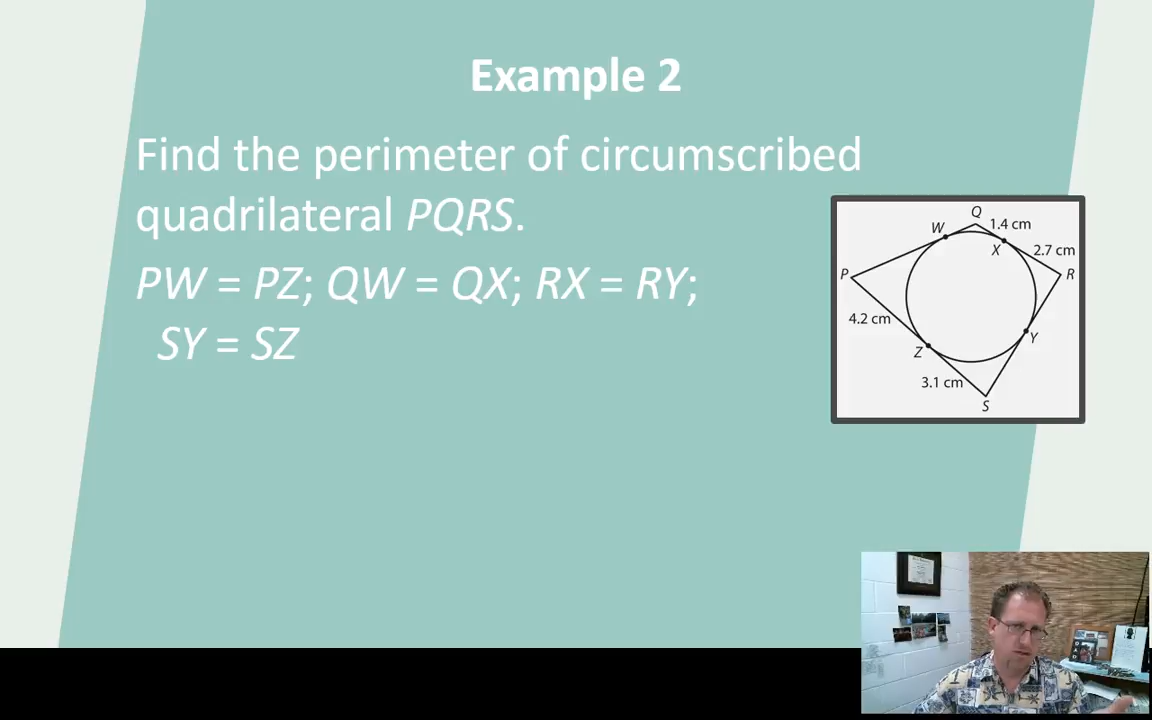 Example 2
Find the perimeter of circumscribed
quadrilateral PQRS.
PW = PZ; QW = QX; RX = RY;
SY = SZ
Q
W
1.4 cm
X
2.7 cm
P
R
4.2 cm
Z
Y
3.1 cm
S